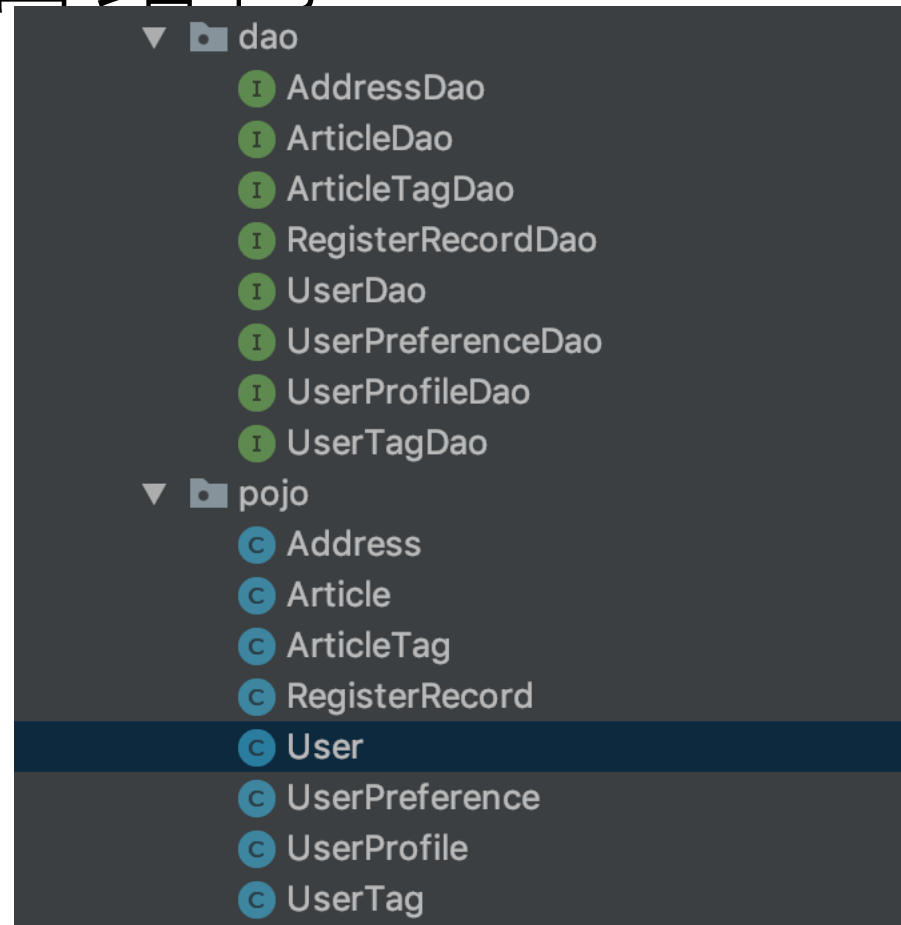 dao
I AddressDao
I ArticleDao
I ArticleTagDao
I RegisterRecordDao
I UserDao
I UserPreferenceDao
I UserProfileDao
I UserTagDao
pojo
C Address
C Article
C ArticleTag
C RegisterRecord
C User
C UserPreference
C UserProfile
C UserTag